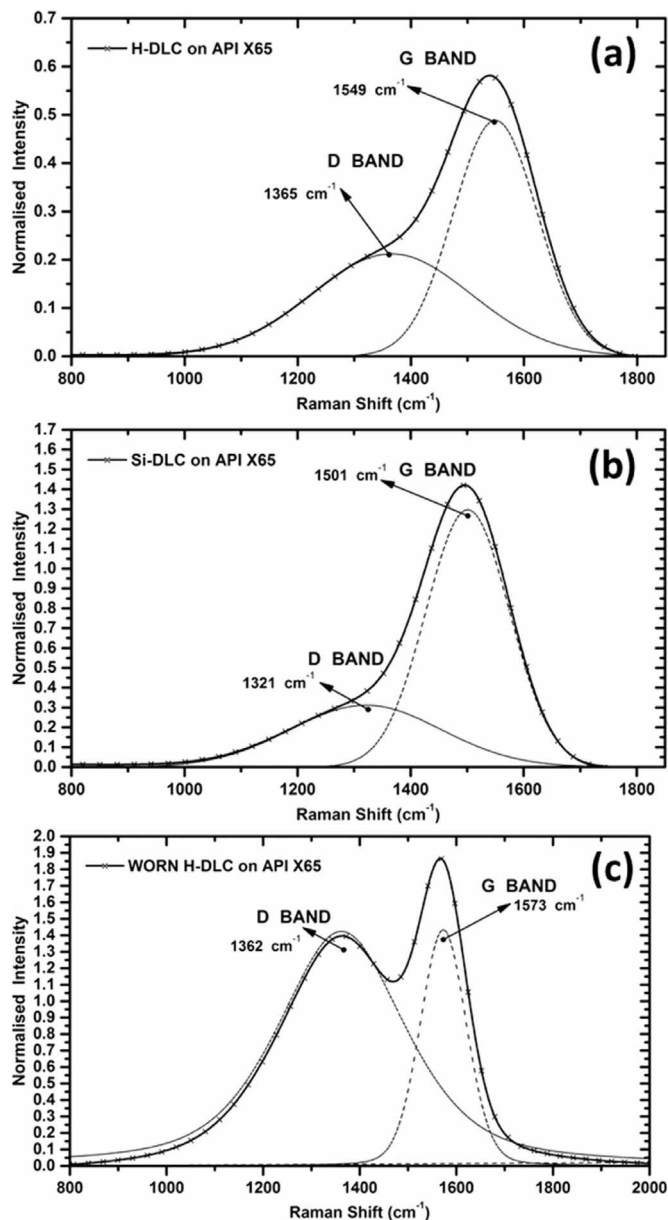 0.7
H-DLC on API X65
(a)
0.6
G BAND
1549 cm-1
0.5
D BAND
0.4
1365 cm-1
0.3
0.2
0.1
0.0
Normalised Intensity
800 1000 1200 1400 1600 1800
Raman Shift (cm-1)
1.7
1.6
Si-DLC on API X65
(b)
1.5
1501 cm-1
G BAND
1.4
1.3
1.2
1.1
1.0
0.9
0.8
0.7
0.6
D BAND
0.5
1321 cm-1
0.4
0.3
0.2
0.1
0.0
Normalised Intensity
800 1000 1200 1400 1600 1800
Raman Shift (cm-1)
2.0
1.9
WORN H-DLC on API X65
(c)
1.8
1.7
G BAND
1.6
1573 cm-1
1.5
D BAND
1.4
1362 cm-1
1.3
1.2
1.1
1.0
0.9
0.8
0.7
0.6
0.5
0.4
0.3
0.2
0.1
0.0
Normalised Intensity
800 1000 1200 1400 1600 1800 2000
Raman Shift (cm-1)